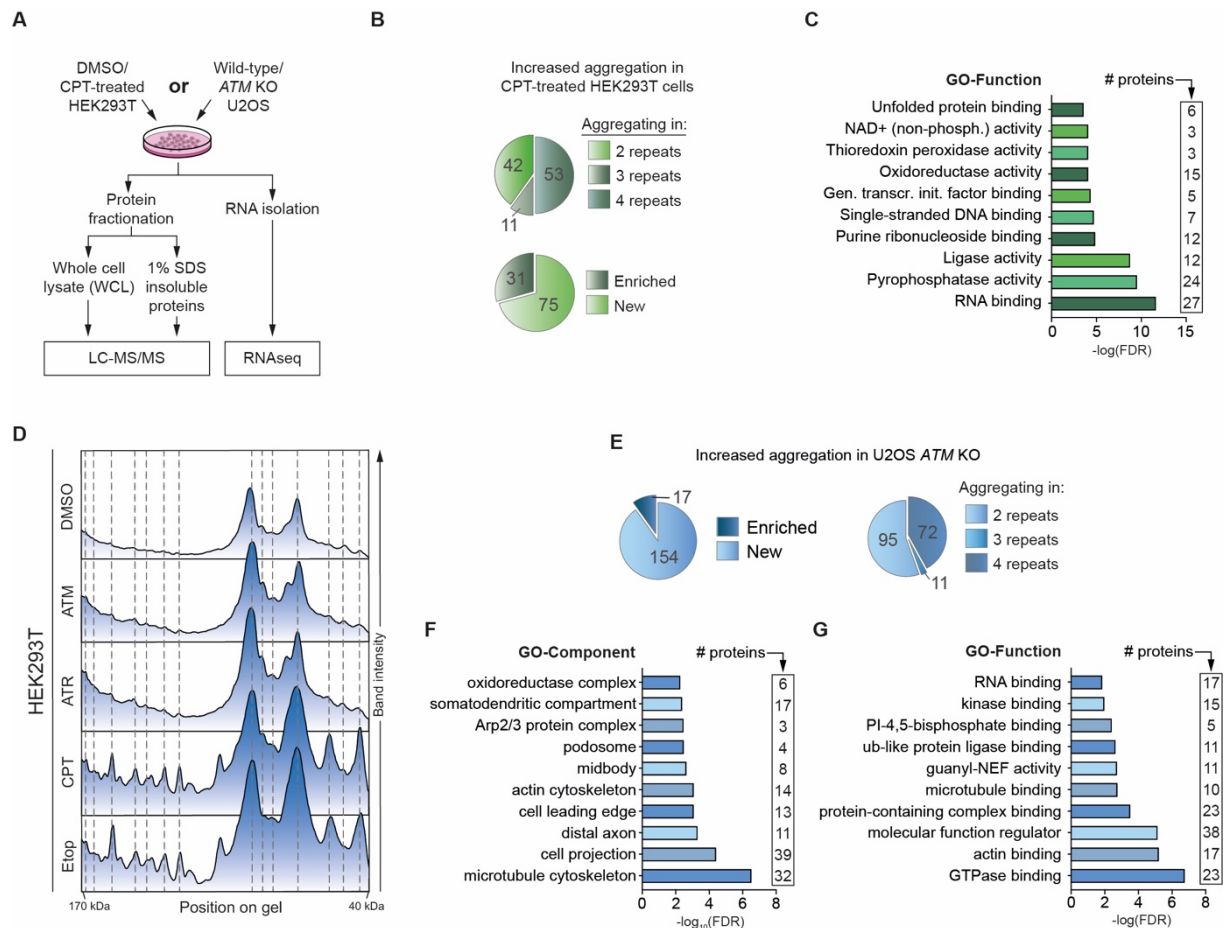 A
DMSO/
CPT-treated
HEK293T
or
Wild-type/
ATM KO
U2OS
Protein
fractionation
RNA isolation
Whole cell
lysate (WCL)
1% SDS
insoluble
proteins
LC-MS/MS
RNAseq
B
Increased aggregation in
CPT-treated HEK293T cells
42
53
11
Aggregating in:
2 repeats
3 repeats
4 repeats
31
75
Enriched
New
C
GO-Function
# proteins
Unfolded protein binding
6
NAD+ (non-phosph.) activity
3
Thioredoxin peroxidase activity
3
Oxidoreductase activity
15
Gen. transcr. init. factor binding
5
Single-stranded DNA binding
7
Purine ribonucleoside binding
12
Ligase activity
12
Pyrophosphatase activity
24
RNA binding
27
0 5 10 15
-log(FDR)
D
HEK293T
DMSO
ATM
ATR
CPT
Etop
Band intensity
170 kDa
Position on gel
40 kDa
E
Increased aggregation in U2OS ATM KO
17
154
Enriched
New
95
72
11
Aggregating in:
2 repeats
3 repeats
4 repeats
F
GO-Component
# proteins
oxidoreductase complex
6
somatodendritic compartment
17
Arp2/3 protein complex
3
podosome
4
midbody
8
actin cytoskeleton
14
cell leading edge
13
distal axon
11
cell projection
39
microtubule cytoskeleton
32
0 2 4 6 8
-log₁₀(FDR)
G
GO-Function
# proteins
RNA binding
17
kinase binding
15
PI-4,5-bisphosphate binding
5
ub-like protein ligase binding
11
guanyl-NEF activity
11
microtubule binding
10
protein-containing complex binding
23
molecular function regulator
38
actin binding
17
GTPase binding
23
0 2 4 6 8
-log(FDR)